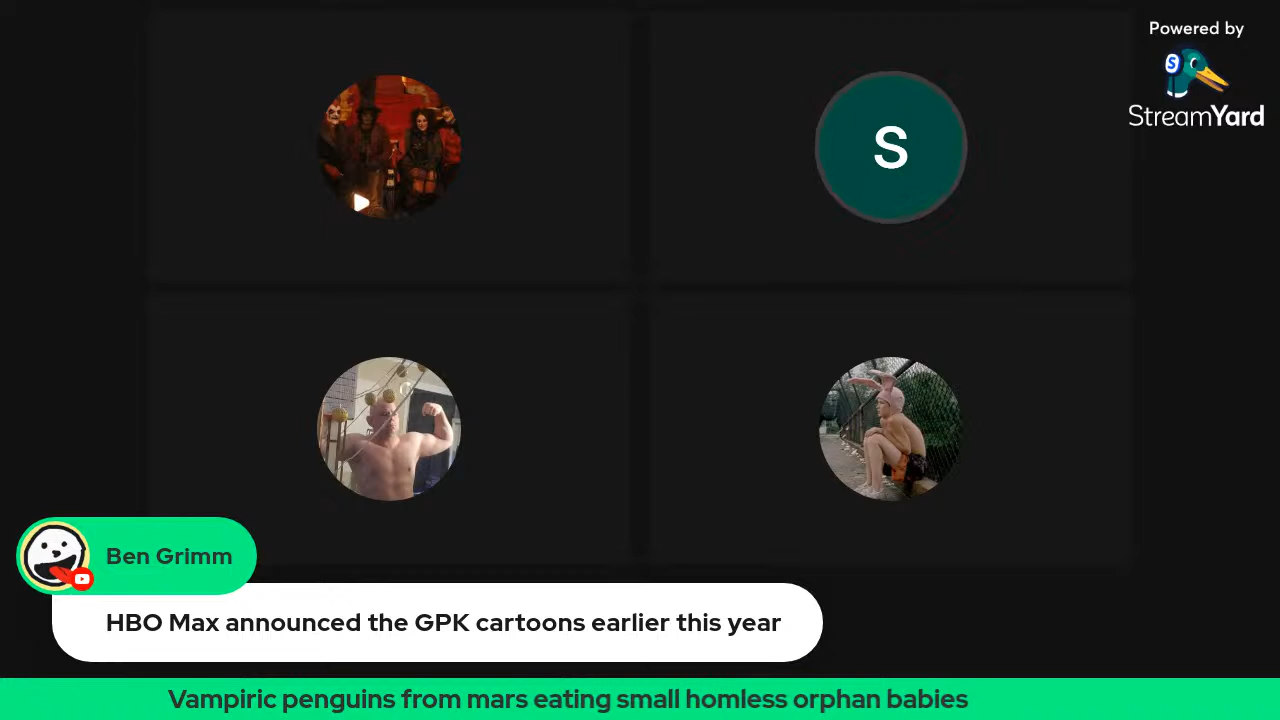 Powered by
StreamYard
S
Ben Grimm
HBO Max announced the GPK cartoons earlier this year
Vampiric penguins from mars eating small homless orphan babies